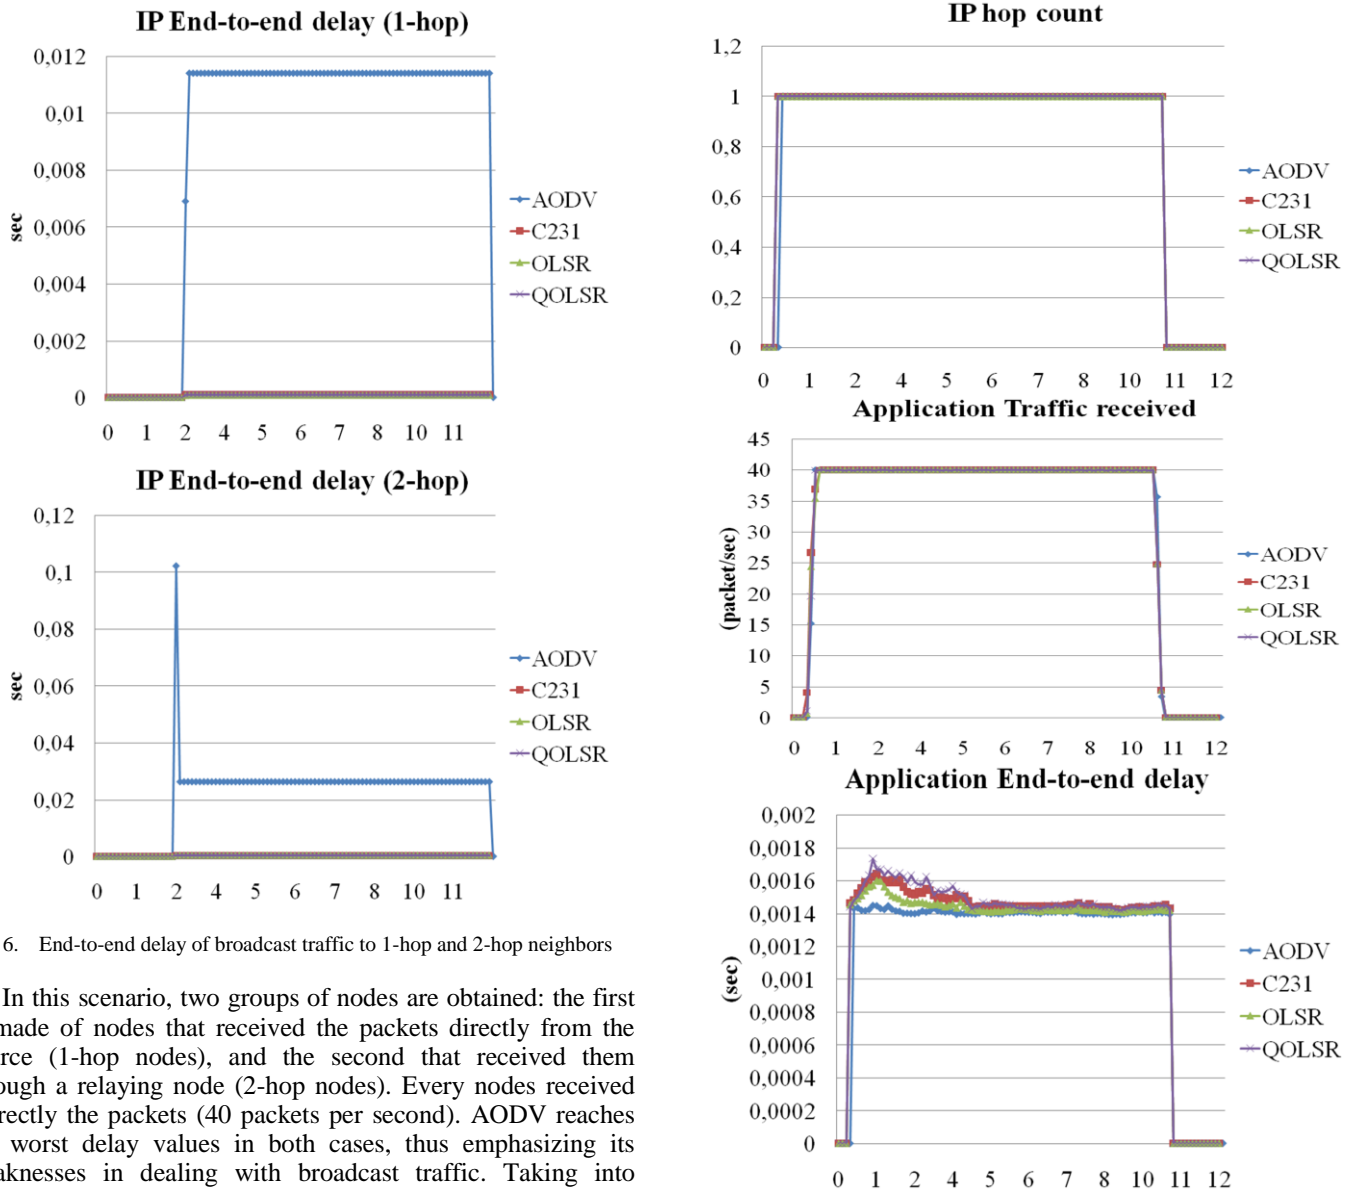 IP End-to-end delay (1-hop)
0,012
0,01
0,008
0,006
0,004
0,002
0
sec
0 1 2 4 5 6 7 8 10 11
AODV
C231
OLSR
QOLSR
IP End-to-end delay (2-hop)
0,12
0,1
0,08
0,06
0,04
0,02
0
sec
0 1 2 4 5 6 7 8 10 11
AODV
C231
OLSR
QOLSR
6. End-to-end delay of broadcast traffic to 1-hop and 2-hop neighbors
In this scenario, two groups of nodes are obtained: the first
made of nodes that received the packets directly from the
rce (1-hop nodes), and the second that received them
ough a relaying node (2-hop nodes). Every nodes received
rectly the packets (40 packets per second). AODV reaches
worst delay values in both cases, thus emphasizing its
aknesses in dealing with broadcast traffic. Taking into
IP hop count
1,2
1
0,8
0,6
0,4
0,2
0
0 1 2 4 5 6 7 8 10 11 12
AODV
C231
OLSR
QOLSR
Application Traffic received
45
40
35
30
25
20
15
10
5
0
(packet/sec)
0 1 2 4 5 6 7 8 10 11 12
AODV
C231
OLSR
QOLSR
Application End-to-end delay
0,002
0,0018
0,0016
0,0014
0,0012
0,001
0,0008
0,0006
0,0004
0,0002
0
(sec)
0 1 2 4 5 6 7 8 10 11 12
AODV
C231
OLSR
QOLSR